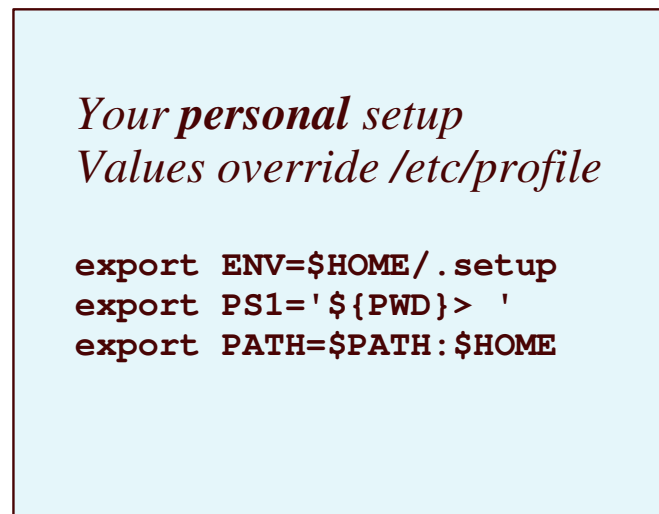 Your personal setup
Values override /etc/profile
export ENV=$HOME/.setup
export PS1='${PWD}> '
export PATH=$PATH:$HOME